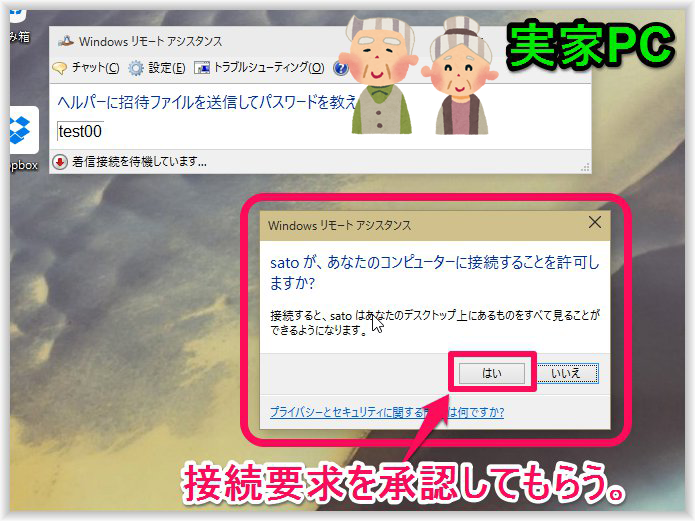 実家PC
み箱
pbox
Windows リモート アシスタンス
チャット(C)
設定(E)
トラブルシューティング(O)
ヘルパーに招待ファイルを送信してパスワードを教え
test00
着信接続を待機しています...
Windows リモート アシスタンス
sato が、あなたのコンピューターに接続することを許可し
ますか?
接続すると、sato はあなたのデスクトップ上にあるものをすべて見ることが
できるようになります。
はい
いいえ
プライバシーとセキュリティに関する
は何ですか?
接続要求を承認してもらう。